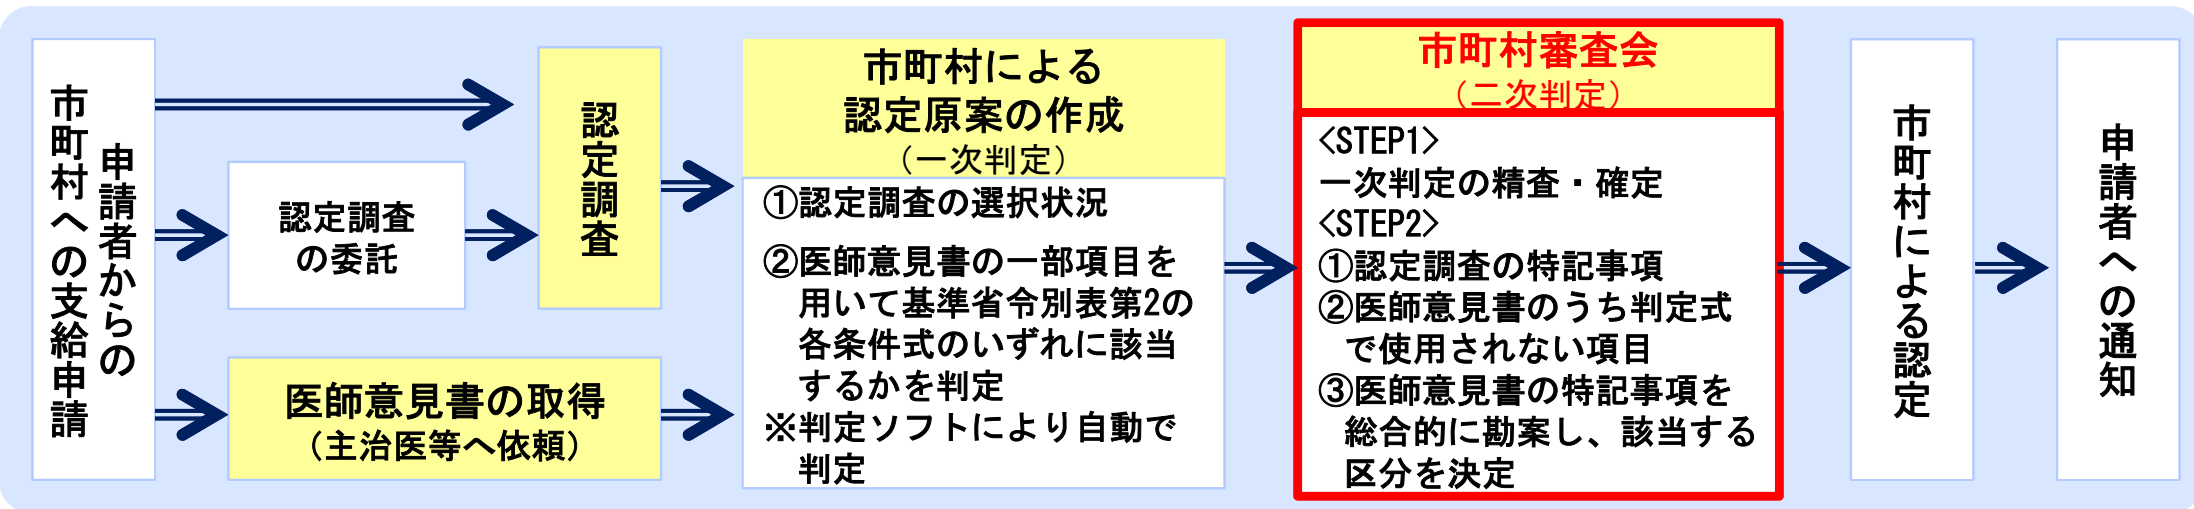 申請者からの
市町村への支給申請
認定調査
の委託
医師意見書の取得
（主治医等へ依頼）
認定調査
市町村による
認定原案の作成
（一次判定）
①認定調査の選択状況
②医師意見書の一部項目を
用いて基準省令別表第2の
各条件式のいずれに該当
するかを判定
※判定ソフトにより自動で
判定
市町村審査会
（二次判定）
<STEP1>
一次判定の精査・確定
<STEP2>
①認定調査の特記事項
②医師意見書のうち判定式
で使用されない項目
③医師意見書の特記事項を
総合的に勘案し、該当する
区分を決定
市町村による認定
申請者への通知